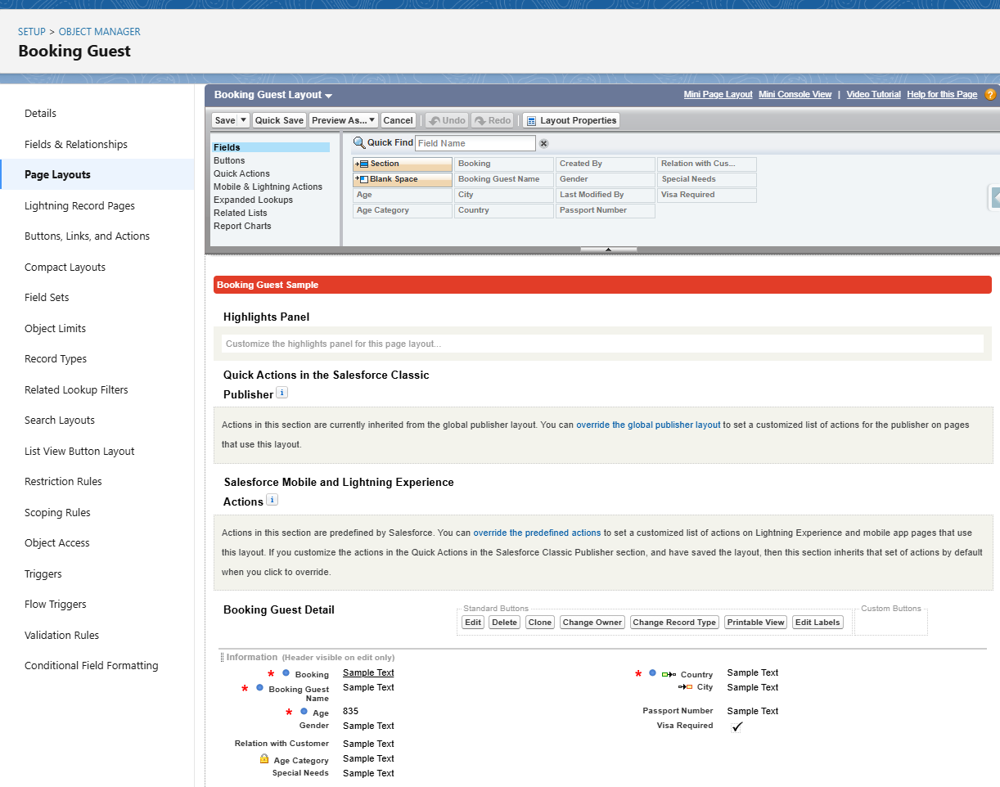 SETUP > OBJECT MANAGER
Booking Guest
Details
Fields & Relationships
Page Layouts
Lightning Record Pages
Buttons, Links, and Actions
Compact Layouts
Field Sets
Object Limits
Record Types
Related Lookup Filters
Search Layouts
List View Button Layout
Restriction Rules
Scoping Rules
Object Access
Triggers
Flow Triggers
Validation Rules
Conditional Field Formatting
Booking Guest Layout
Mini Page Layout Mini Console View | Video Tutorial Help for this Page ?
Save Quick Save Preview As... Cancel Undo Redo Layout Properties
Fields
Buttons
Quick Actions
Mobile & Lightning Actions
Expanded Lookups
Related Lists
Report Charts
Quick Find Field Name
Section Booking Created By Relation with Cus...
Blank Space Booking Guest Name Gender Special Needs
Age City Last Modified By Visa Required
Age Category Country Passport Number
Booking Guest Sample
Highlights Panel
Customize the highlights panel for this page layout...
Quick Actions in the Salesforce Classic
Publisher i
Actions in this section are currently inherited from the global publisher layout. You can override the global publisher layout to set a customized list of actions for the publisher on pages
that use this layout.
Salesforce Mobile and Lightning Experience
Actions i
Actions in this section are predefined by Salesforce. You can override the predefined actions to set a customized list of actions on Lightning Experience and mobile app pages that use
this layout. If you customize the actions in the Quick Actions in the Salesforce Classic Publisher section, and have saved the layout, then this section inherits that set of actions by default
when you click to override.
Booking Guest Detail
Standard Buttons
Edit Delete Clone Change Owner Change Record Type Printable View Edit Labels
Custom Buttons
Information (Header visible on edit only)
* Booking Sample Text
* Booking Guest
Name Sample Text
* Age 835
Gender Sample Text
Relation with Customer Sample Text
Age Category Sample Text
Special Needs Sample Text
* Country Sample Text
City Sample Text
Passport Number Sample Text
Visa Required